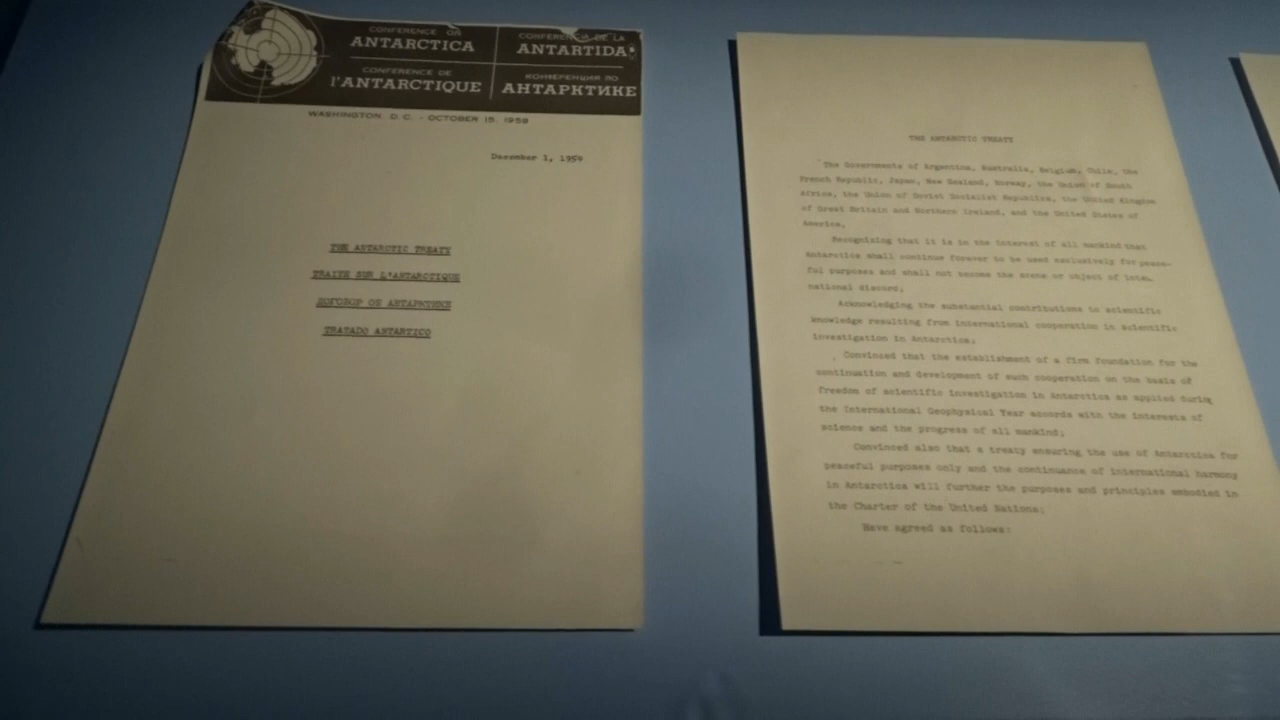 CONFERENCE ON
ANTARCTICA
CONFERENCIA DE LA
ANTARTIDA
CONFERENCE DE
l'ANTARCTIQUE
КОНФЕРЕНЦИЯ ПО
АНТАРКТИКЕ
WASHINGTON, D.C. - OCTOBER 15, 1959
December 1, 1959
THE ANTARCTIC TREATY
TRAITE SUR L'ANTARCTIQUE
ДОГОВОР ОБ АНТАРКТИКЕ
TRATADO ANTARTICO
THE ANTARCTIC TREATY
The Governments of Argentina, Australia, Belgium, Chile, the
French Republic, Japan, New Zealand, Norway, the Union of South
Africa, the Union of Soviet Socialist Republics, the United Kingdom
of Great Britain and Northern Ireland, and the United States of
America,
Recognizing that it is in the interest of all mankind that
Antarctica shall continue forever to be used exclusively for peace-
ful purposes and shall not become the scene or object of inter-
national discord;
Acknowledging the substantial contributions to scientific
knowledge resulting from international cooperation in scientific
investigation in Antarctica;
Convinced that the establishment of a firm foundation for the
continuation and development of such cooperation on the basis of
freedom of scientific investigation in Antarctica as applied during
the International Geophysical Year accords with the interests of
science and the progress of all mankind;
Convinced also that a treaty ensuring the use of Antarctica for
peaceful purposes only and the continuance of international harmony
in Antarctica will further the purposes and principles embodied in
the Charter of the United Nations;
Have agreed as follows: